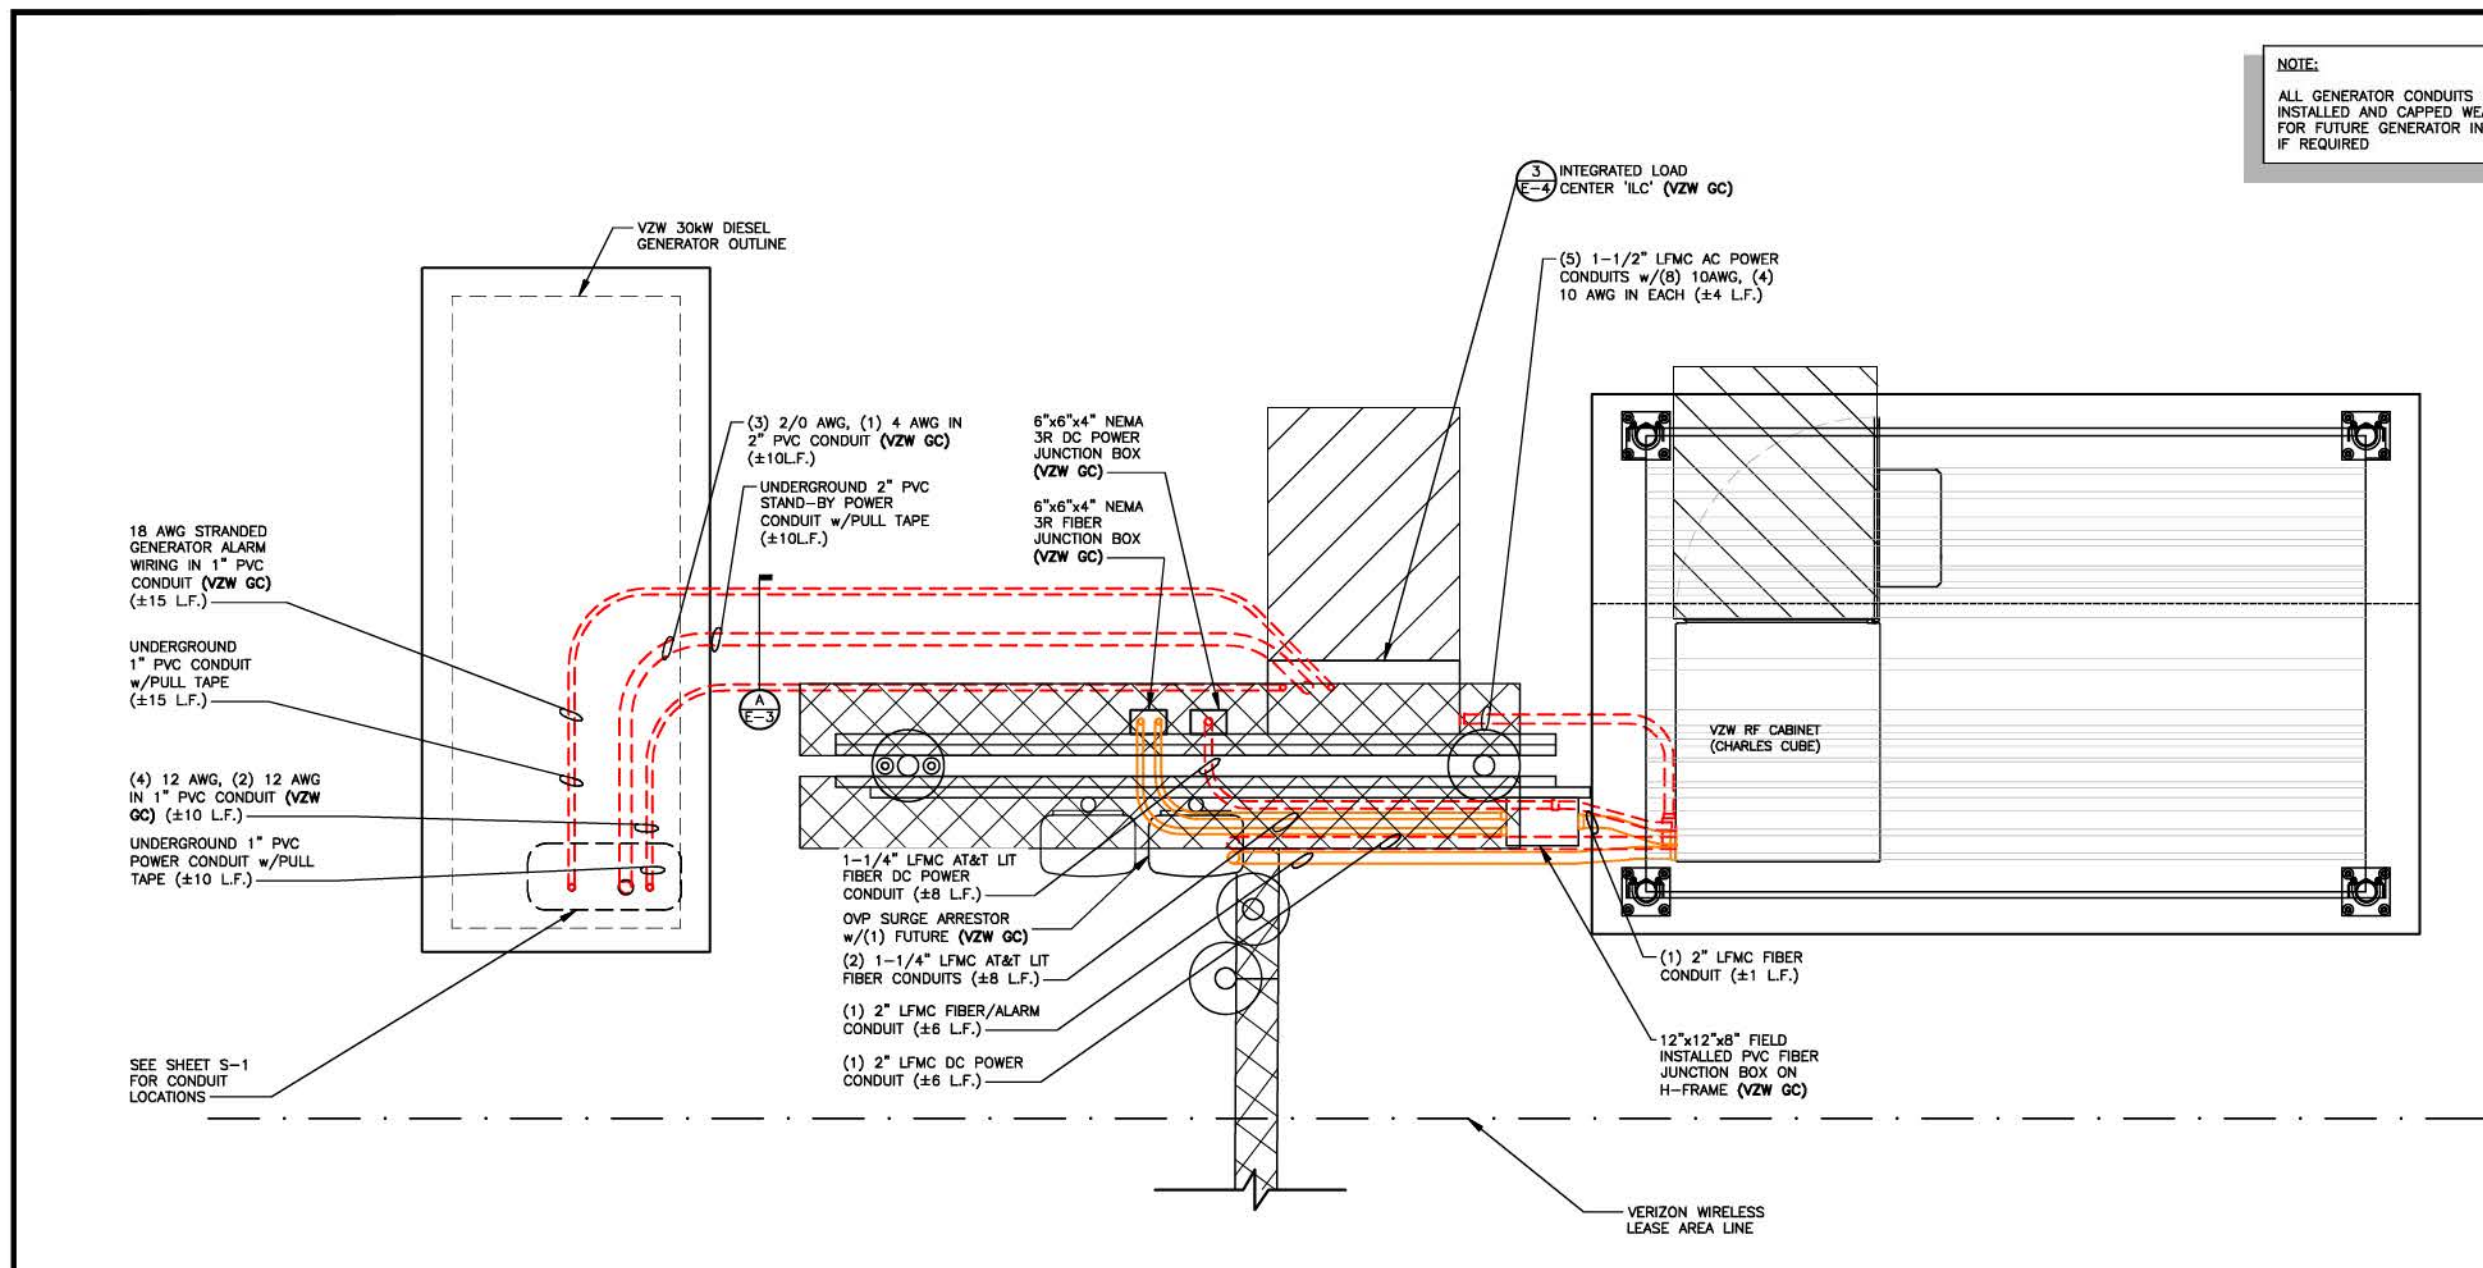 NOTE:
ALL GENERATOR CONDUITS
INSTALLED AND CAPPED
FOR FUTURE GENERATOR
IF REQUIRED
3
E-4
INTEGRATED LOAD
CENTER 'ILC' (VZW GC)
VZW 30kW DIESEL
GENERATOR OUTLINE
(5) 1-1/2" LFMC AC POWER
CONDUITS w/(8) 10AWG, (4)
10 AWG IN EACH (±4 L.F.)
(3) 2/0 AWG, (1) 4 AWG IN
2" PVC CONDUIT (VZW GC)
(±10L.F.)
UNDERGROUND 2" PVC
STAND-BY POWER
CONDUIT w/PULL TAPE
(±10L.F.)
6"x6"x4" NEMA
3R DC POWER
JUNCTION BOX
(VZW GC)
6"x6"x4" NEMA
3R FIBER
JUNCTION BOX
(VZW GC)
18 AWG STRANDED
GENERATOR ALARM
WIRING IN 1" PVC
CONDUIT (VZW GC)
(±15 L.F.)
UNDERGROUND
1" PVC CONDUIT
w/PULL TAPE
(±15 L.F.)
(4) 12 AWG, (2) 12 AWG
IN 1" PVC CONDUIT (VZW
GC) (±10 L.F.)
UNDERGROUND 1" PVC
POWER CONDUIT w/PULL
TAPE (±10 L.F.)
SEE SHEET S-1
FOR CONDUIT
LOCATIONS
A
E-3
VZW RF CABINET
(CHARLES CUBE)
1-1/4" LFMC AT&T LIT
FIBER DC POWER
CONDUIT (±8 L.F.)
OVP SURGE ARRESTOR
w/(1) FUTURE (VZW GC)
(2) 1-1/4" LFMC AT&T LIT
FIBER CONDUITS (±8 L.F.)
(1) 2" LFMC FIBER/ALARM
CONDUIT (±6 L.F.)
(1) 2" LFMC DC POWER
CONDUIT (±6 L.F.)
(1) 2" LFMC FIBER
CONDUIT (±1 L.F.)
12"x12"x8" FIELD
INSTALLED PVC FIBER
JUNCTION BOX ON
H-FRAME (VZW GC)
VERIZON WIRELESS
LEASE AREA LINE